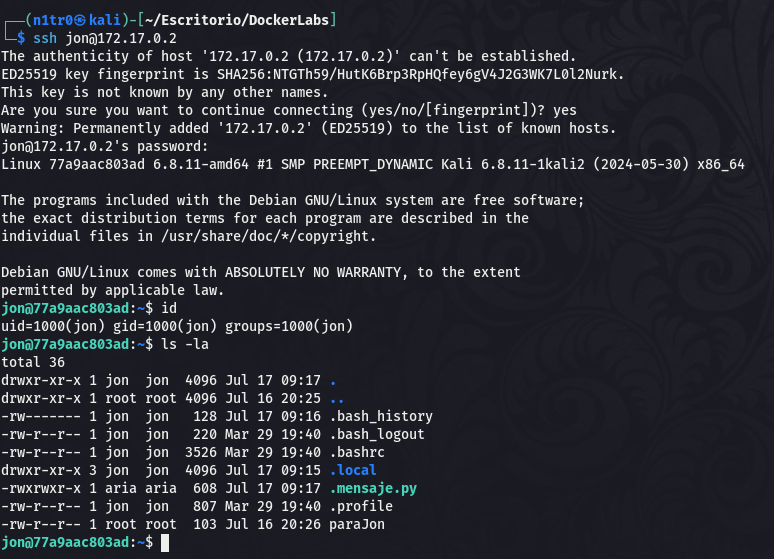 ┌──(n1tr0㉿kali)-[~/Escritorio/DockerLabs]
└─$ ssh jon@172.17.0.2
The authenticity of host '172.17.0.2 (172.17.0.2)' can't be established.
ED25519 key fingerprint is SHA256:NTGTh59/HutK6Brp3RpHQfey6gV4J2G3WK7L0l2Nurk.
This key is not known by any other names.
Are you sure you want to continue connecting (yes/no/[fingerprint])? yes
Warning: Permanently added '172.17.0.2' (ED25519) to the list of known hosts.
jon@172.17.0.2's password:
Linux 77a9aac803ad 6.8.11-amd64 #1 SMP PREEMPT_DYNAMIC Kali 6.8.11-1kali2 (2024-05-30) x86_64
The programs included with the Debian GNU/Linux system are free software;
the exact distribution terms for each program are described in the
individual files in /usr/share/doc/*/copyright.
Debian GNU/Linux comes with ABSOLUTELY NO WARRANTY, to the extent
permitted by applicable law.
jon@77a9aac803ad:~$ id
uid=1000(jon) gid=1000(jon) groups=1000(jon)
jon@77a9aac803ad:~$ ls -la
total 36
drwxr-xr-x 1 jon  jon  4096 Jul 17 09:17 .
drwxr-xr-x 1 root root 4096 Jul 16 20:25 ..
-rw------- 1 jon  jon   128 Jul 17 09:16 .bash_history
-rw-r--r-- 1 jon  jon   220 Mar 29 19:40 .bash_logout
-rw-r--r-- 1 jon  jon  3526 Mar 29 19:40 .bashrc
drwxr-xr-x 3 jon  jon  4096 Jul 17 09:15 .local
-rwxrwxr-x 1 aria aria  608 Jul 17 09:17 .mensaje.py
-rw-r--r-- 1 jon  jon   807 Mar 29 19:40 .profile
-rw-r--r-- 1 root root  103 Jul 16 20:26 paraJon
jon@77a9aac803ad:~$